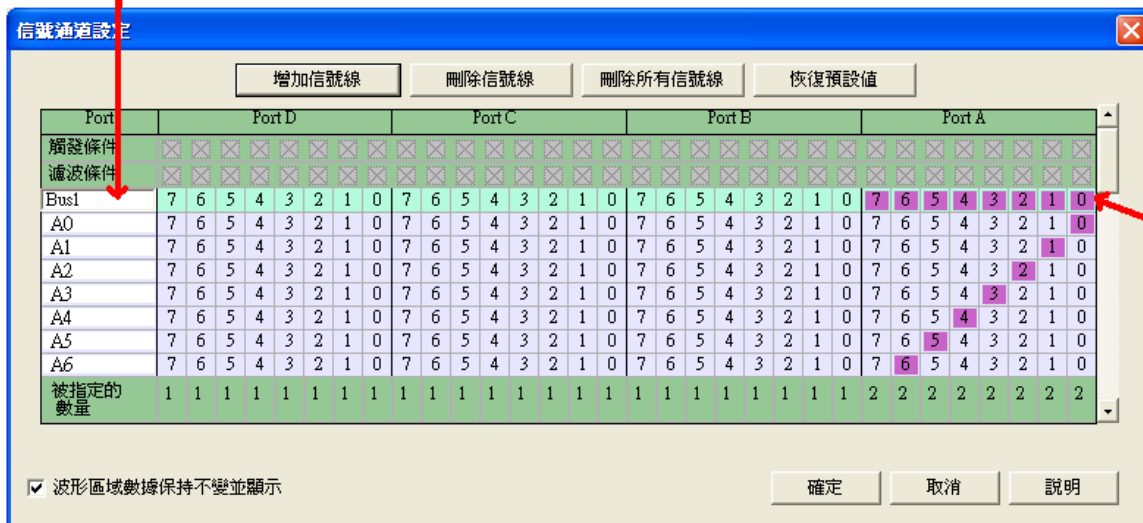 信號通道設定
增加信號線 刪除信號線 刪除所有信號線 恢復預設值
Port Port D Port C Port B Port A
觸發條件
濾波條件
Bus1 7 6 5 4 3 2 1 0 7 6 5 4 3 2 1 0 7 6 5 4 3 2 1 0 7 6 5 4 3 2 1 0
A0 7 6 5 4 3 2 1 0 7 6 5 4 3 2 1 0 7 6 5 4 3 2 1 0 7 6 5 4 3 2 1 0
A1 7 6 5 4 3 2 1 0 7 6 5 4 3 2 1 0 7 6 5 4 3 2 1 0 7 6 5 4 3 2 1 0
A2 7 6 5 4 3 2 1 0 7 6 5 4 3 2 1 0 7 6 5 4 3 2 1 0 7 6 5 4 3 2 1 0
A3 7 6 5 4 3 2 1 0 7 6 5 4 3 2 1 0 7 6 5 4 3 2 1 0 7 6 5 4 3 2 1 0
A4 7 6 5 4 3 2 1 0 7 6 5 4 3 2 1 0 7 6 5 4 3 2 1 0 7 6 5 4 3 2 1 0
A5 7 6 5 4 3 2 1 0 7 6 5 4 3 2 1 0 7 6 5 4 3 2 1 0 7 6 5 4 3 2 1 0
A6 7 6 5 4 3 2 1 0 7 6 5 4 3 2 1 0 7 6 5 4 3 2 1 0 7 6 5 4 3 2 1 0
被指定的
數量 1 1 1 1 1 1 1 1 1 1 1 1 1 1 1 1 1 1 1 1 1 1 1 1 2 2 2 2 2 2 2 2
波形區域數據保持不變並顯示 確定 取消 說明